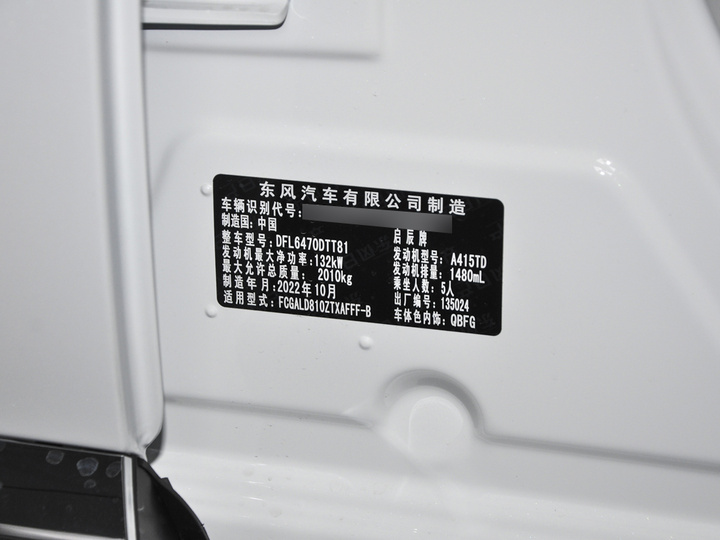 东风汽车有限公司制造
车辆识别代号:
制造国: 中国 启辰牌
整车型号: DFL6470DTT81 发动机型号: A415TD
发动机最大净功率: 132kW 发动机排量: 1480mL
最大允许总质量: 2010kg 乘坐人数: 5人
制造年月: 2022年10月 出厂编号: 135024
适用型号: FCGALD810ZTXAFFF-B 车体色内饰: QBFG